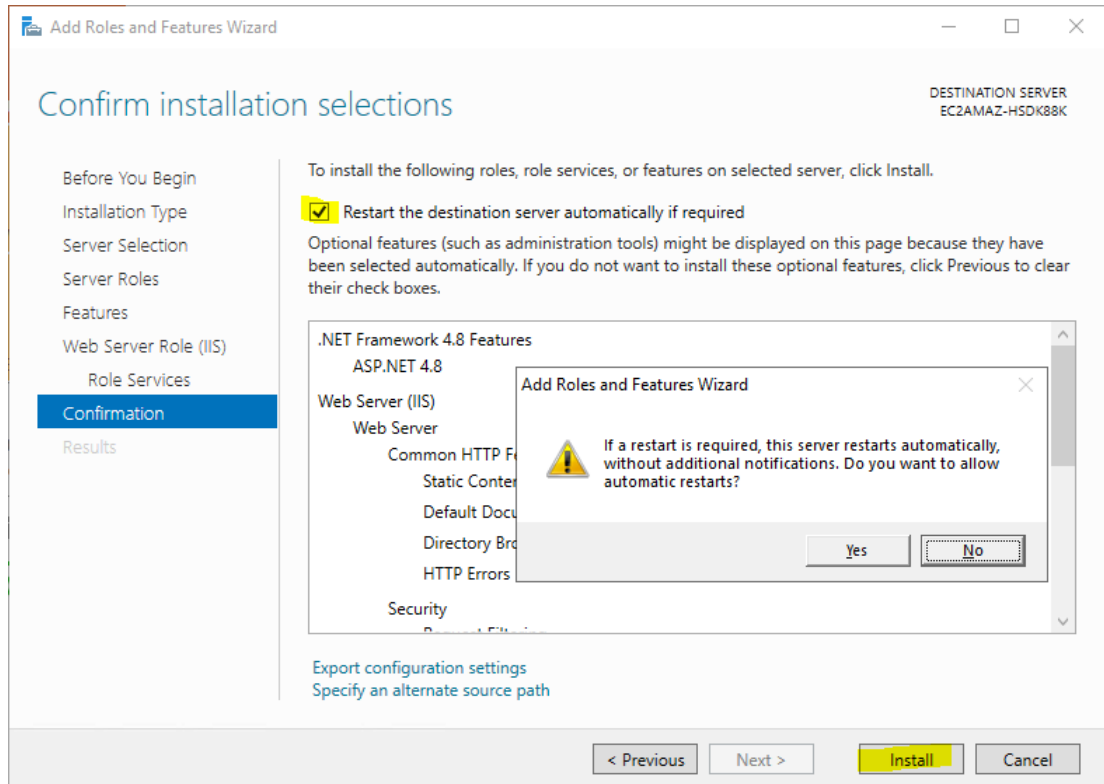 Add Roles and Features Wizard
Confirm installation selections
DESTINATION SERVER
EC2AMAZ-HSDK88K
Before You Begin
Installation Type
Server Selection
Server Roles
Features
Web Server Role (IIS)
Role Services
Confirmation
Results
To install the following roles, role services, or features on selected server, click Install.
Restart the destination server automatically if required
Optional features (such as administration tools) might be displayed on this page because they have
been selected automatically. If you do not want to install these optional features, click Previous to clear
their check boxes.
.NET Framework 4.8 Features
ASP.NET 4.8
Web Server (IIS)
Web Server
Common HTTP
Static
Default
Directory
HTTP Errors
Security
Add Roles and Features Wizard
If a restart is required, this server restarts automatically,
without additional notifications. Do you want to allow
automatic restarts?
Yes
No
Export configuration settings
Specify an alternate source path
< Previous
Next >
Install
Cancel